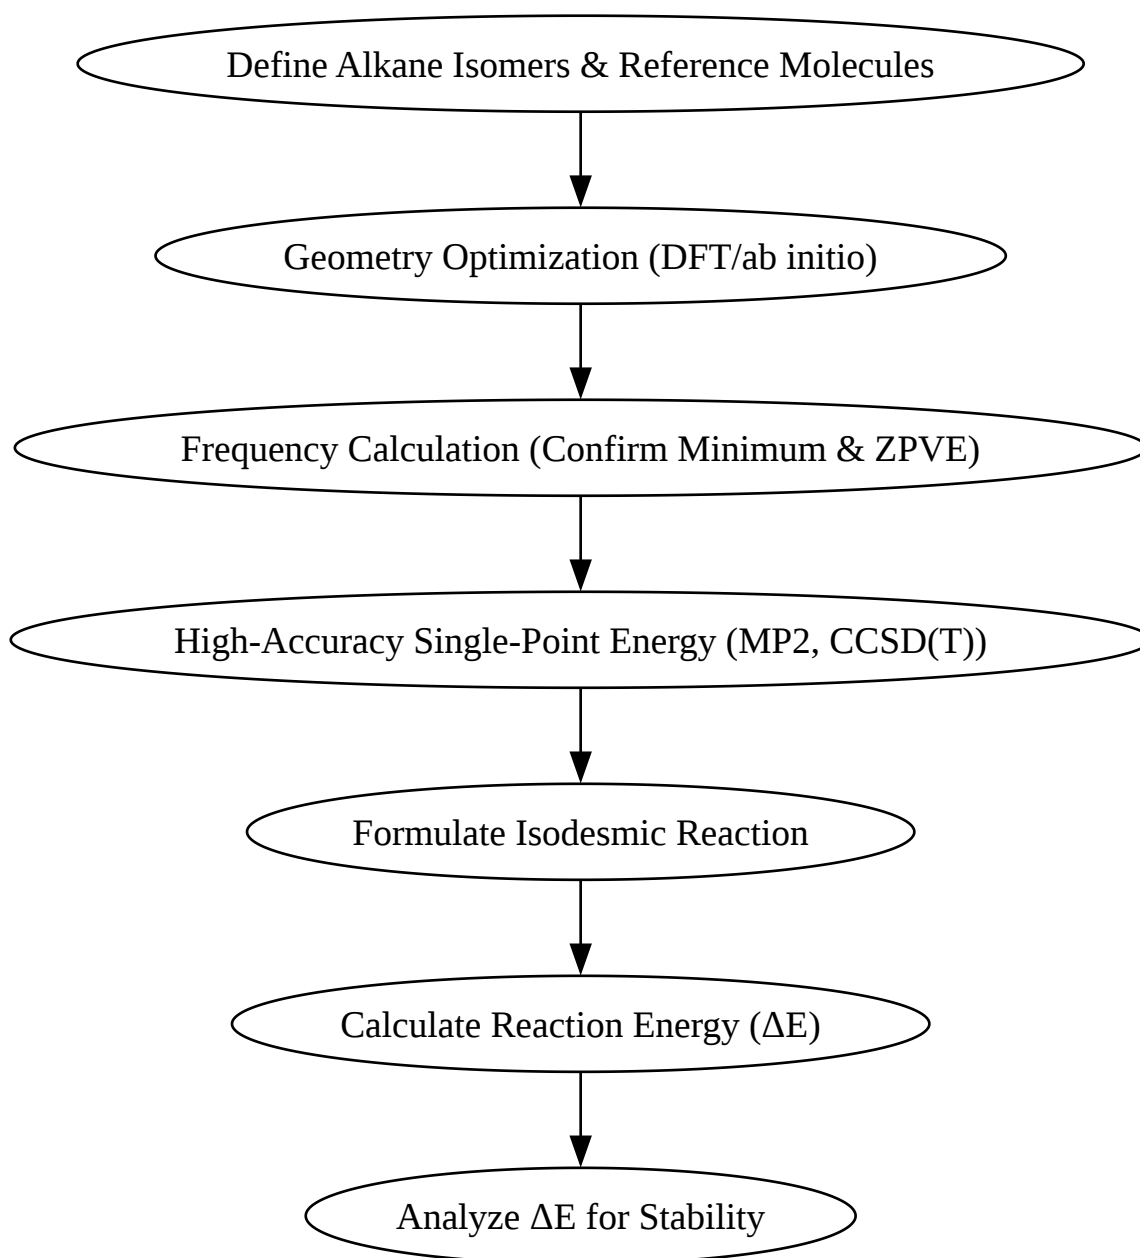 Define Alkane Isomers & Reference Molecules
Geometry Optimization (DFT/ab initio)
Frequency Calculation (Confirm Minimum & ZPVE)
High-Accuracy Single-Point Energy (MP2, CCSD(T))
Formulate Isodesmic Reaction
Calculate Reaction Energy (ΔE)
Analyze ΔE for Stability